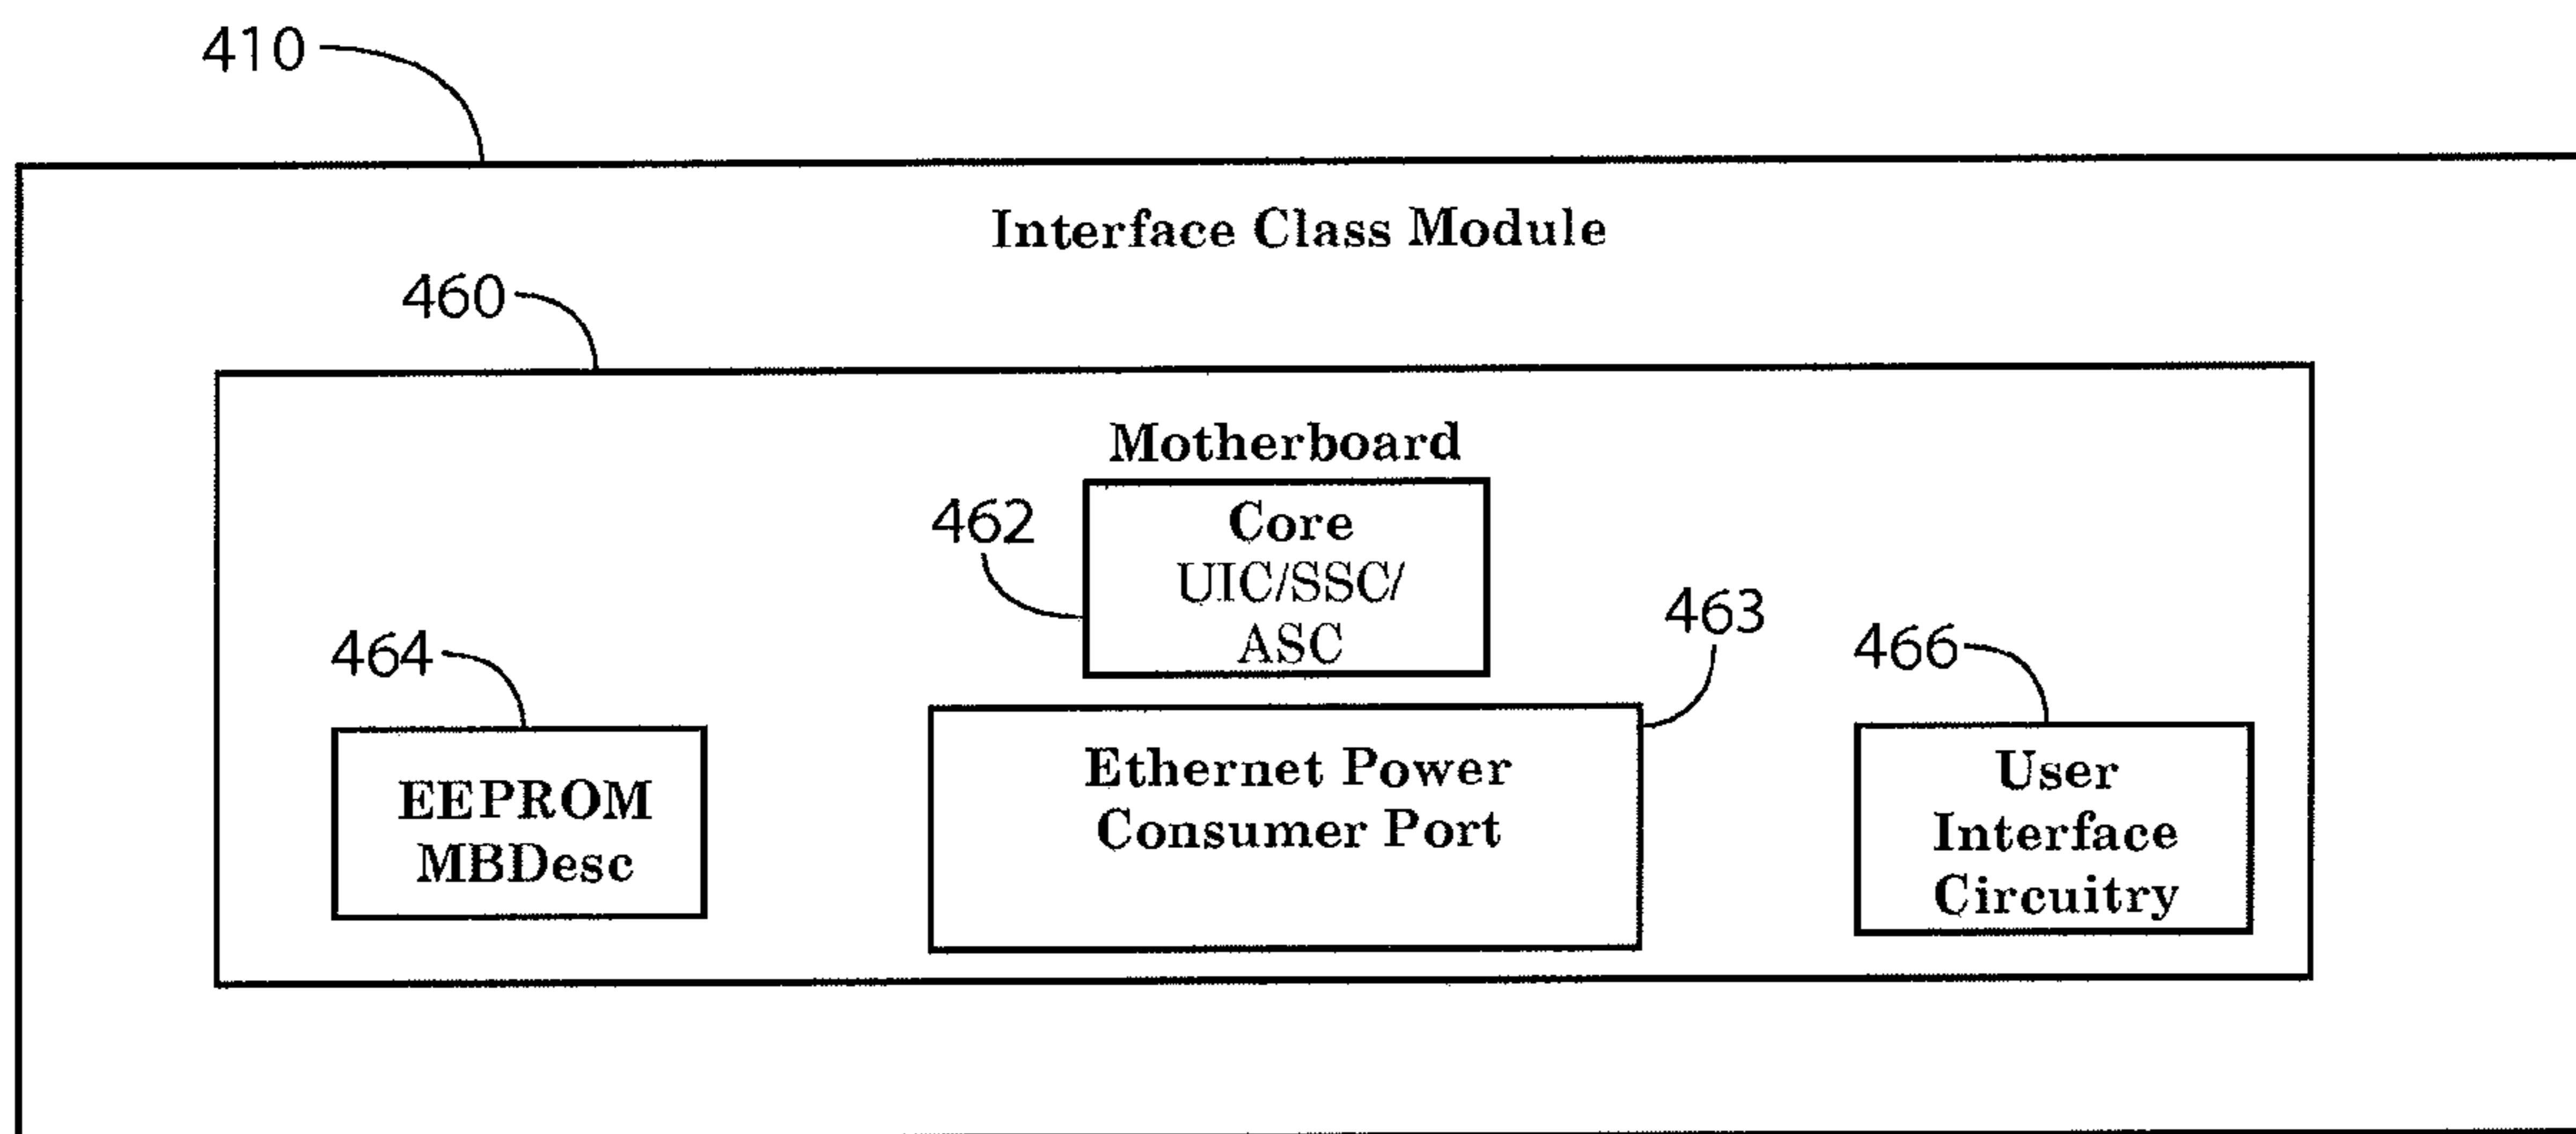 410
Interface Class Module
460
Motherboard
462
Core
UIC/SSC/
ASC
463
464
466
EEPROM
MBDesc
Ethernet Power
Consumer Port
User
Interface
Circuitry